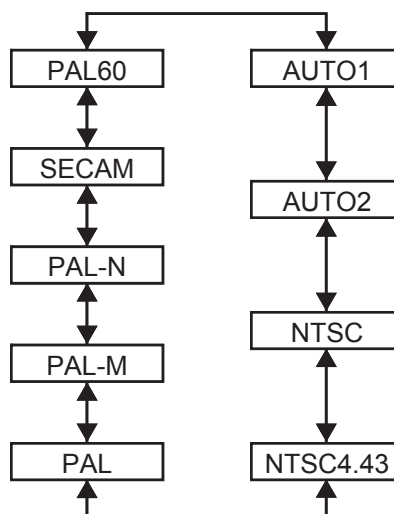 PAL60
SECAM
PAL-N
PAL-M
PAL
AUTO1
AUTO2
NTSC
NTSC4.43